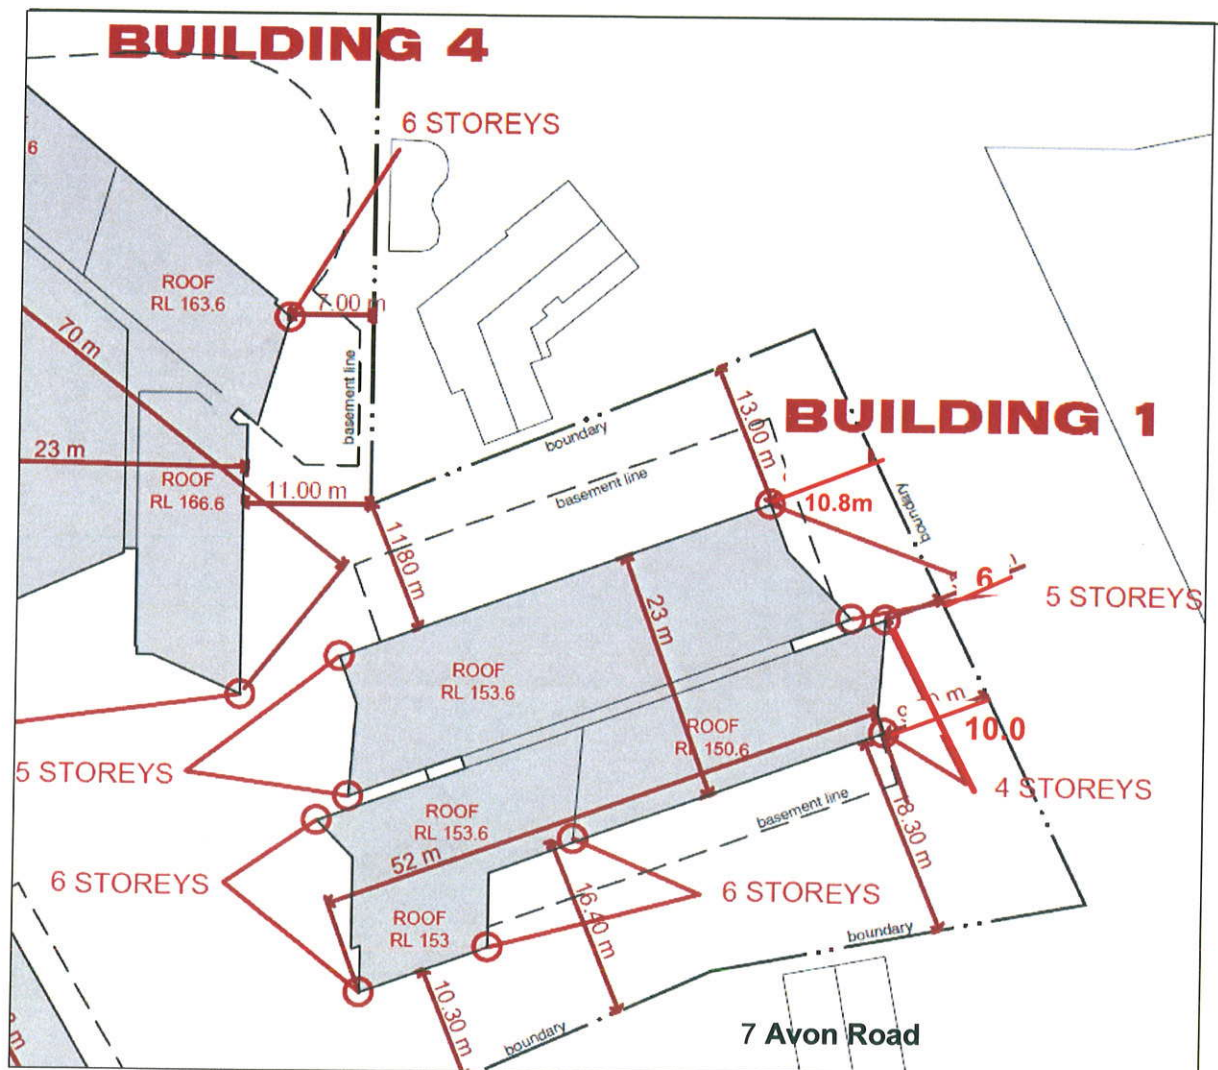 BUILDING 4
6 STOREYS
6
ROOF
RL 163.6
7.00 m
70 m
basement line
23 m
ROOF
RL 166.6
11.00 m
boundary
13.00 m
BUILDING 1
basement line
10.8m
boundary
11.80 m
6
5 STOREYS
23 m
ROOF
RL 153.6
ROOF
RL 150.6
10.0
5 STOREYS
4 STOREYS
basement line
18.30 m
ROOF
RL 153.6
52 m
6 STOREYS
6 STOREYS
16.40 m
ROOF
RL 153
boundary
10.30 m
boundary
7 Avon Road